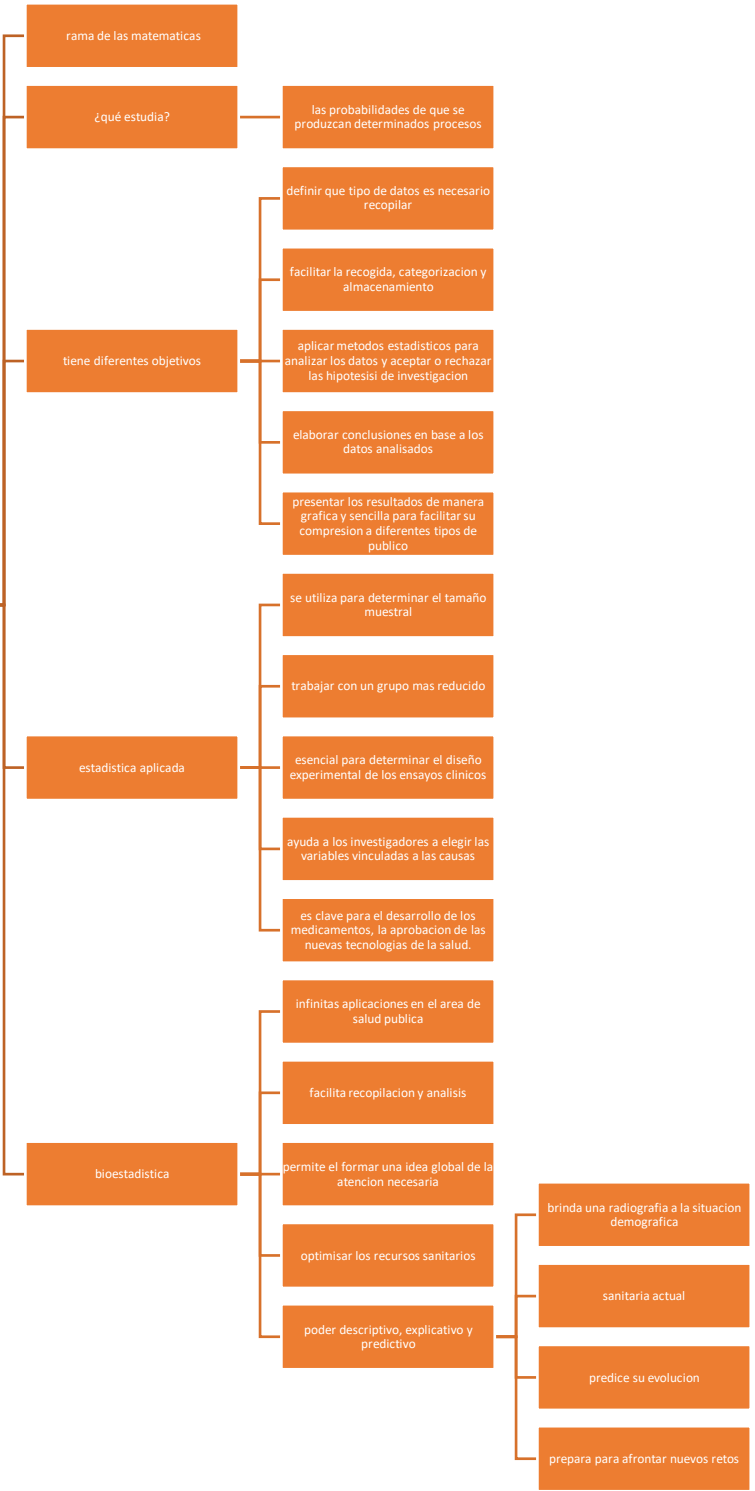 rama de las matematicas
¿qué estudia?
las probabilidades de que se
produzcan determinados procesos
tiene diferentes objetivos
definir que tipo de datos es necesario
recopilar
facilitar la recogida, categorizacion y
almacenamiento
aplicar metodos estadisticos para
analizar los datos y aceptar o rechazar
las hipotesisi de investigacion
elaborar conclusiones en base a los
datos analisados
presentar los resultados de manera
grafica y sencilla para facilitar su
compresion a diferentes tipos de
publico
estadistica aplicada
se utiliza para determinar el tamaño
muestral
trabajar con un grupo mas reducido
esencial para determinar el diseño
experimental de los ensayos clinicos
ayuda a los investigadores a elegir las
variables vinculadas a las causas
es clave para el desarrollo de los
medicamentos, la aprobacion de las
nuevas tecnologias de la salud.
bioestadistica
infinitas aplicaciones en el area de
salud publica
facilita recopilacion y analisis
permite el formar una idea global de la
atencion necesaria
optimisar los recursos sanitarios
poder descriptivo, explicativo y
predictivo
brinda una radiografia a la situacion
demografica
sanitaria actual
predice su evolucion
prepara para afrontar nuevos retos